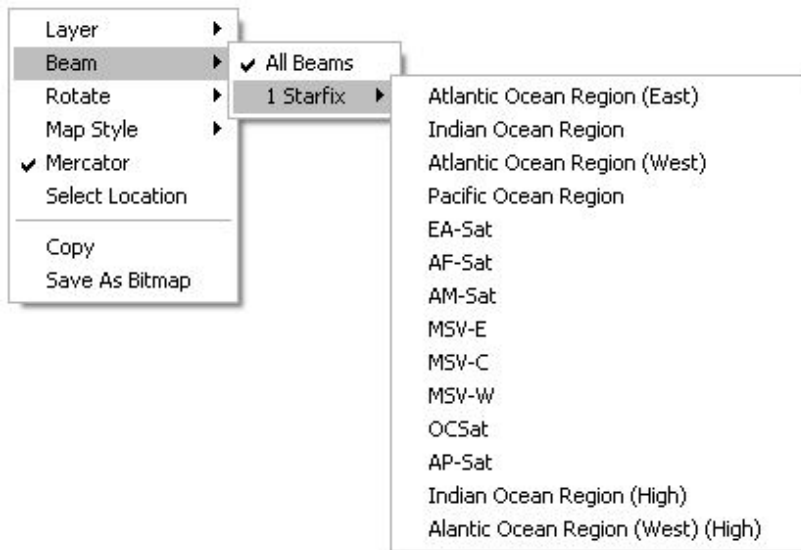 Layer
Beam
Rotate
Map Style
Mercator
Select Location
Copy
Save As Bitmap
All Beams
1 Starfix
Atlantic Ocean Region (East)
Indian Ocean Region
Atlantic Ocean Region (West)
Pacific Ocean Region
EA-Sat
AF-Sat
AM-Sat
MSV-E
MSV-C
MSV-W
OCSat
AP-Sat
Indian Ocean Region (High)
Alantic Ocean Region (West) (High)